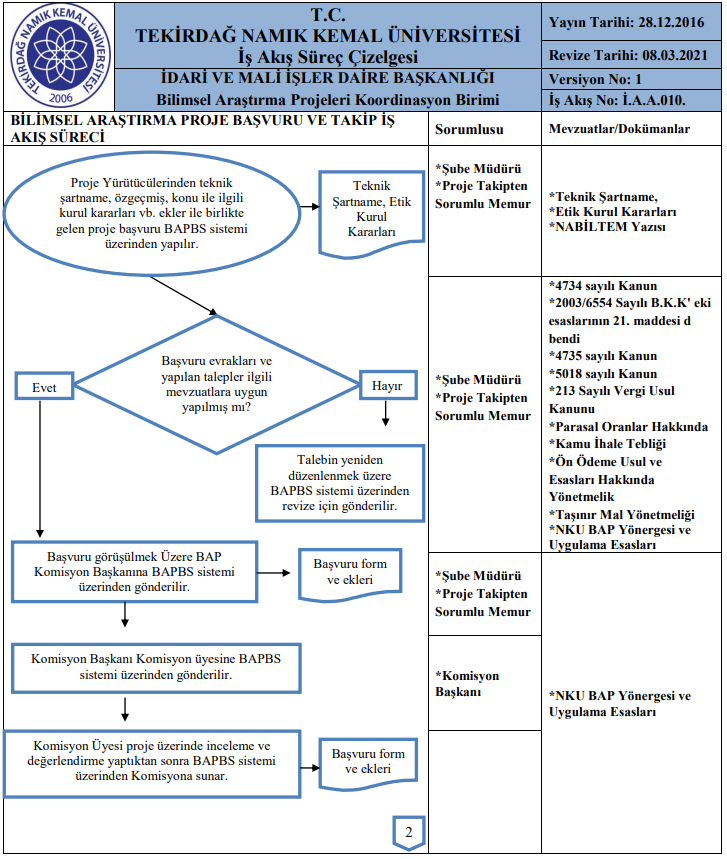 TEKİRDAĞ NAMIK KEMAL ÜNİVERSİTESİ
2006
T.C.
TEKİRDAĞ NAMIK KEMAL ÜNİVERSİTESİ
İş Akış Süreç Çizelgesi
İDARİ VE MALİ İŞLER DAİRE BAŞKANLIĞI
Bilimsel Araştırma Projeleri Koordinasyon Birimi
Yayın Tarihi: 28.12.2016
Revize Tarihi: 08.03.2021
Versiyon No: 1
İş Akış No: İ.A.A.010.
BİLİMSEL ARAŞTIRMA PROJE BAŞVURU VE TAKİP İŞ
AKIŞ SÜRECİ
Sorumlusu
Mevzuatlar/Dokümanlar
Proje Yürütücülerinden teknik
şartname, özgeçmiş, konu ile ilgili
kurul kararları vb. ekler ile birlikte
gelen proje başvuru BAPBS sistemi
üzerinden yapılır.
Teknik
Şartname, Etik
Kurul
Kararları
*Şube Müdürü
*Proje Takipten
Sorumlu Memur
*Teknik Şartname,
*Etik Kurul Kararları
*NABİLTEM Yazısı
Başvuru evrakları ve
yapılan talepler ilgili
mevzuatlara uygun
yapılmış mı?
Evet
Hayır
Talebin yeniden
düzenlenmek üzere
BAPBS sistemi üzerinden
revize için gönderilir.
*Şube Müdürü
*Proje Takipten
Sorumlu Memur
*4734 sayılı Kanun
*2003/6554 Sayılı B.K.K' eki
esaslarının 21. maddesi d
bendi
*4735 sayılı Kanun
*5018 sayılı Kanun
*213 Sayılı Vergi Usul
Kanunu
*Parasal Oranlar Hakkında
*Kamu İhale Tebliği
*Ön Ödeme Usul ve
Esasları Hakkında
Yönetmelik
*Taşınır Mal Yönetmeliği
*NKU BAP Yönergesi ve
Uygulama Esasları
Başvuru görüşülmek Üzere BAP
Komisyon Başkanına BAPBS sistemi
üzerinden gönderilir.
Başvuru form
ve ekleri
*Şube Müdürü
*Proje Takipten
Sorumlu Memur
Komisyon Başkanı Komisyon üyesine BAPBS
sistemi üzerinden gönderilir.
*Komisyon
Başkanı
*NKU BAP Yönergesi ve
Uygulama Esasları
Komisyon Üyesi proje üzerinde inceleme ve
değerlendirme yaptıktan sonra BAPBS sistemi
üzerinden Komisyona sunar.
Başvuru form
ve ekleri
2